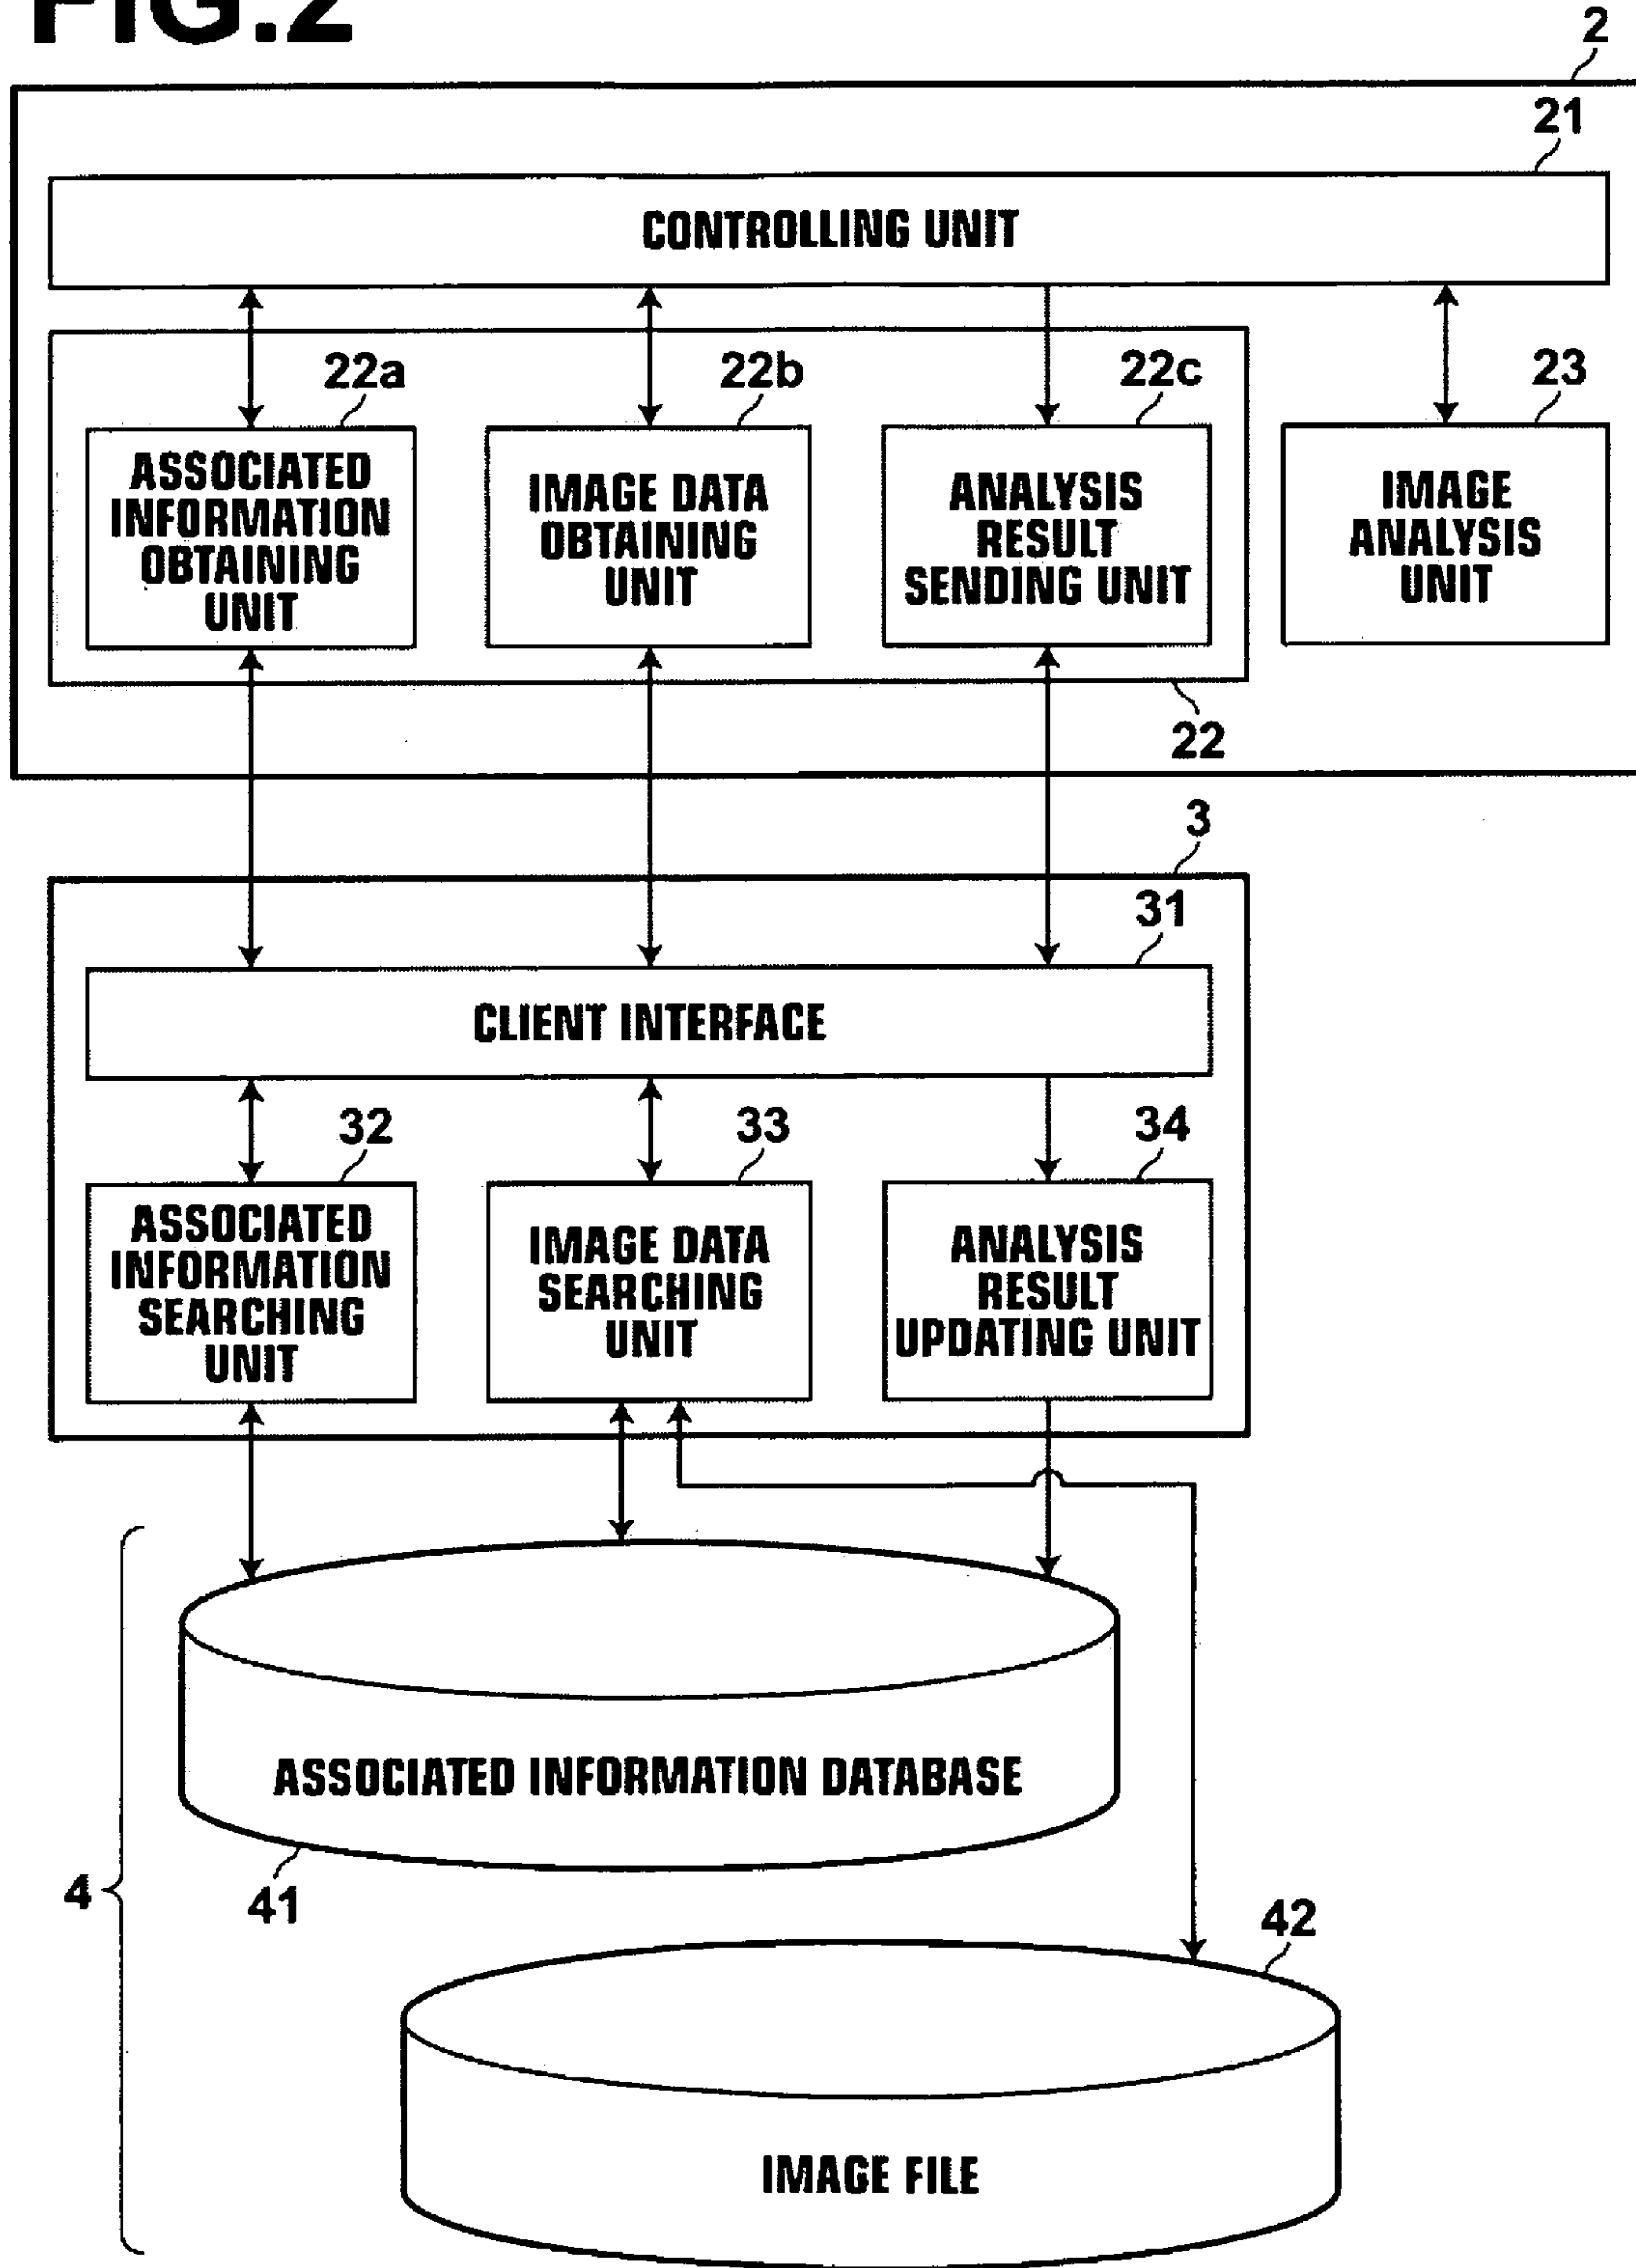 FIG.2
2
21
CONTROLLING UNIT
22a
22b
22c
23
ASSOCIATED
INFORMATION
OBTAINING
UNIT
IMAGE DATA
OBTAINING
UNIT
ANALYSIS
RESULT
SENDING UNIT
IMAGE
ANALYSIS
UNIT
22
3
31
CLIENT INTERFACE
32
33
34
ASSOCIATED
INFORMATION
SEARCHING
UNIT
IMAGE DATA
SEARCHING
UNIT
ANALYSIS
RESULT
UPDATING UNIT
ASSOCIATED INFORMATION DATABASE
4
41
42
IMAGE FILE